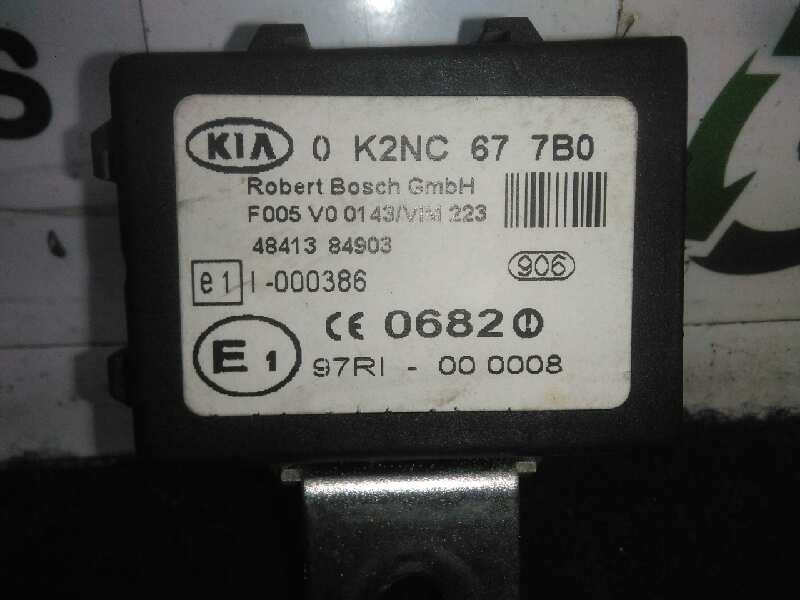 S
KIA 0 K2NC 67 7B0
Robert Bosch GmbH
F005 V0 0143/VIM 223
48413 84903
906
e1 I -000386
CE 0682
E1 97RI - 00 0008